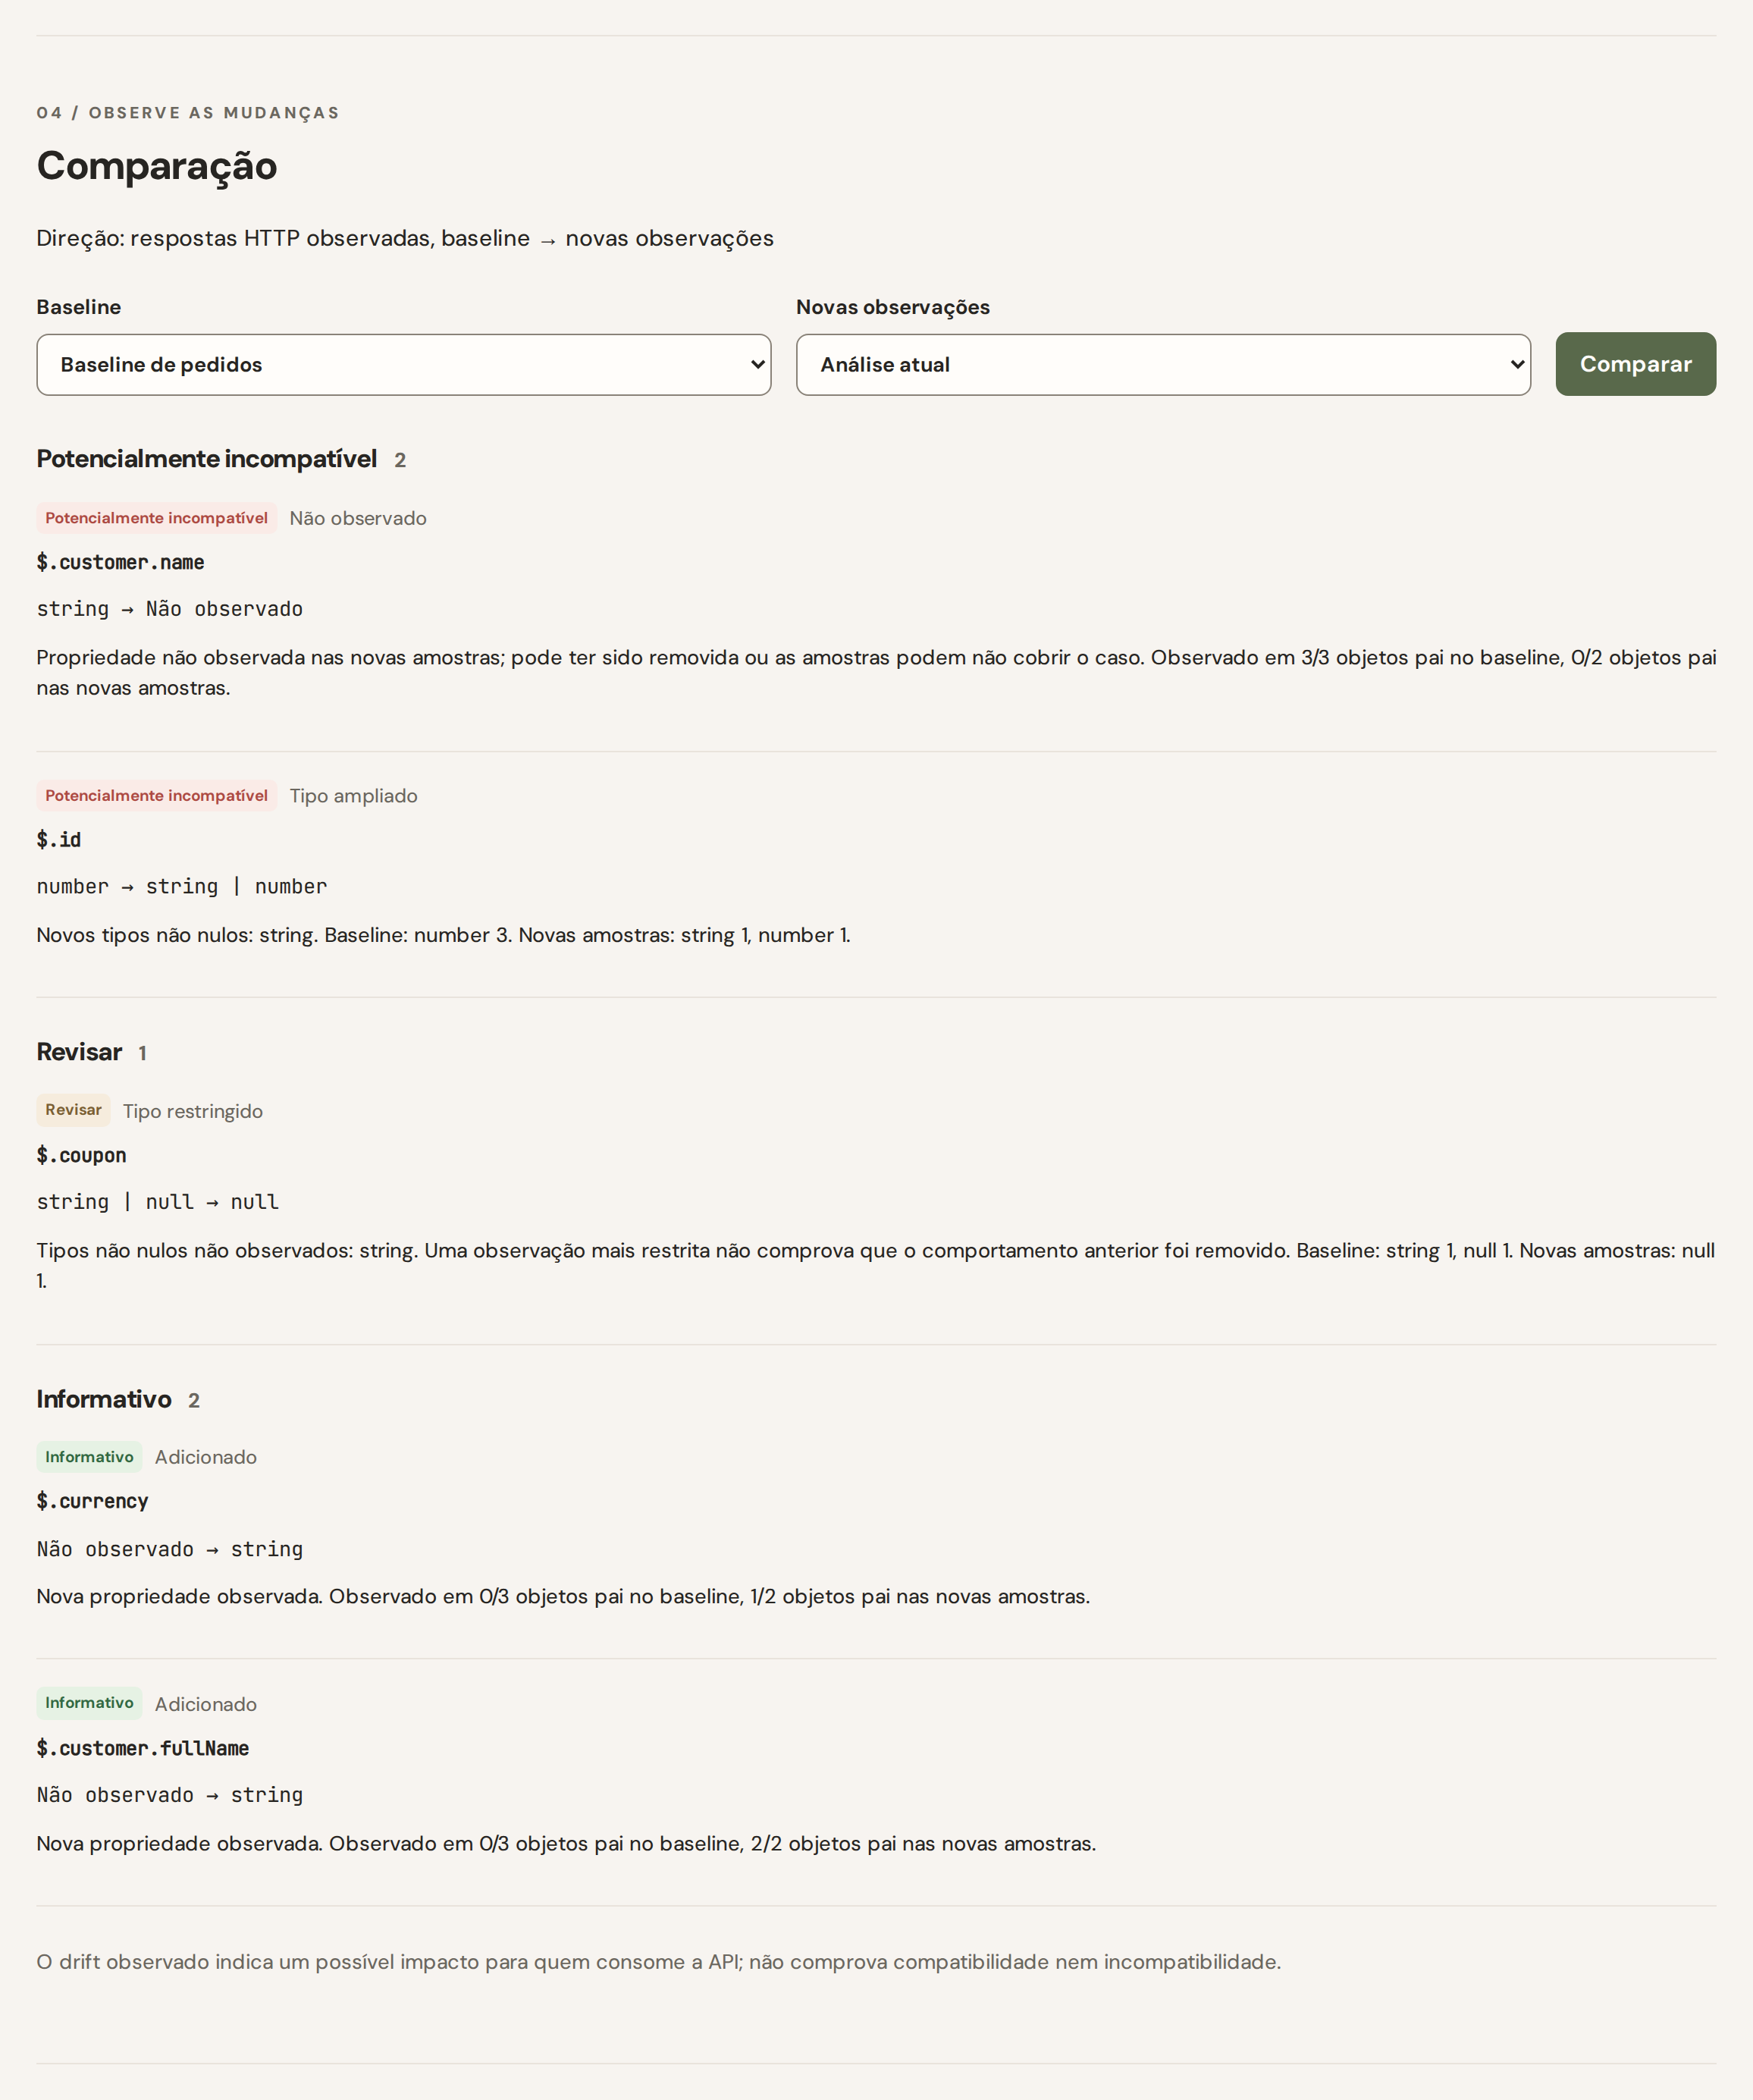 04 / OBSERVE AS MUDANÇAS
Comparação
Direção: respostas HTTP observadas, baseline → novas observações
Baseline
Novas observações
Baseline de pedidos
Análise atual
Comparar
Potencialmente incompatível 2
Potencialmente incompatível Não observado
$.customer.name
string → Não observado
Propriedade não observada nas novas amostras; pode ter sido removida ou as amostras podem não cobrir o caso. Observado em 3/3 objetos pai no baseline, 0/2 objetos pai
nas novas amostras.
Potencialmente incompatível Tipo ampliado
$.id
number → string | number
Novos tipos não nulos: string. Baseline: number 3. Novas amostras: string 1, number 1.
Revisar 1
Revisar Tipo restringido
$.coupon
string | null → null
Tipos não nulos não observados: string. Uma observação mais restrita não comprova que o comportamento anterior foi removido. Baseline: string 1, null 1. Novas amostras: null
1.
Informativo 2
Informativo Adicionado
$.currency
Não observado → string
Nova propriedade observada. Observado em 0/3 objetos pai no baseline, 1/2 objetos pai nas novas amostras.
Informativo Adicionado
$.customer.fullName
Não observado → string
Nova propriedade observada. Observado em 0/3 objetos pai no baseline, 2/2 objetos pai nas novas amostras.
O drift observado indica um possível impacto para quem consome a API; não comprova compatibilidade nem incompatibilidade.